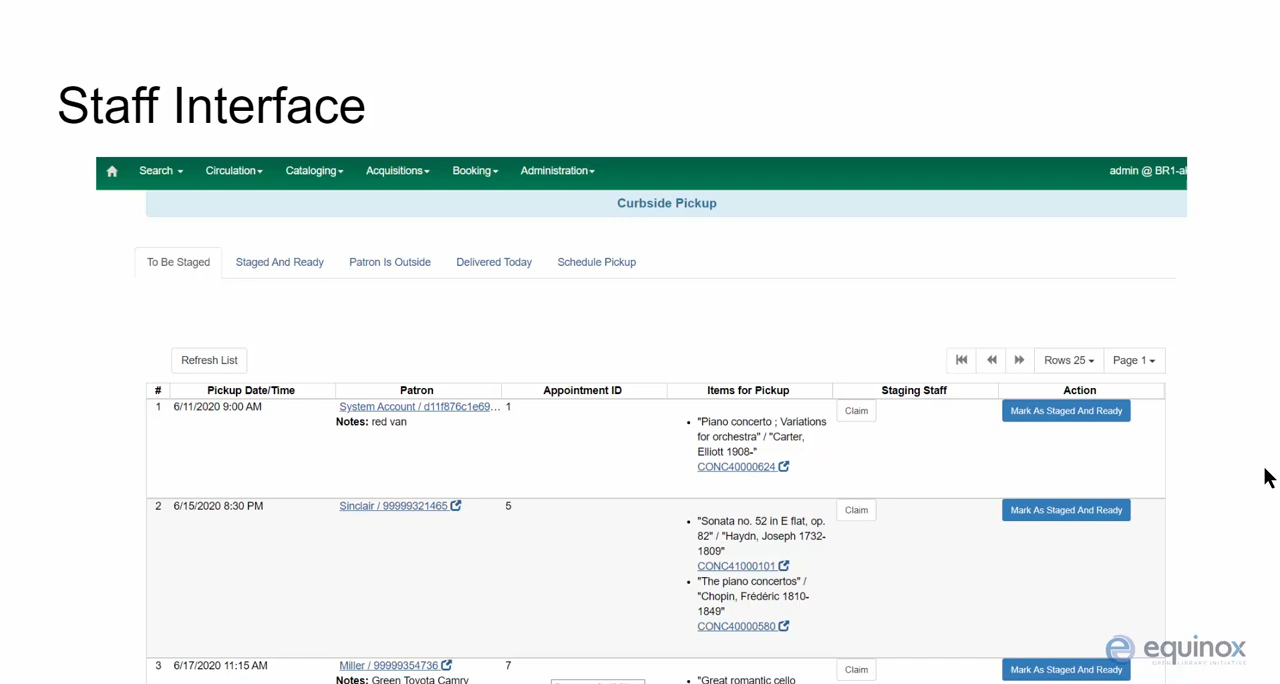 Staff Interface
Search Circulation Cataloging Acquisitions Booking Administration admin @ BR1-a
Curbside Pickup
To Be Staged Staged And Ready Patron Is Outside Delivered Today Schedule Pickup
Refresh List Rows 25 Page 1
# Pickup Date/Time Patron Appointment ID Items for Pickup Staging Staff Action
1 6/11/2020 9:00 AM System Account / d11f876c1e69... 1 Claim Mark As Staged And Ready
Notes: red van
• "Piano concerto ; Variations
for orchestra" / "Carter,
Elliott 1908-"
CONC40000624
2 6/15/2020 8:30 PM Sinclair / 99999321465 5 Claim Mark As Staged And Ready
• "Sonata no. 52 in E flat, op.
82" / "Haydn, Joseph 1732-
1809"
CONC41000101
• "The piano concertos" /
"Chopin, Frédéric 1810-
1849"
CONC40000580
3 6/17/2020 11:15 AM Miller / 99999354736 7 Claim Mark As Staged And Ready
Notes: Green Toyota Camry
• "Great romantic cello
equinox
OPEN LIBRARY INITIATIVE